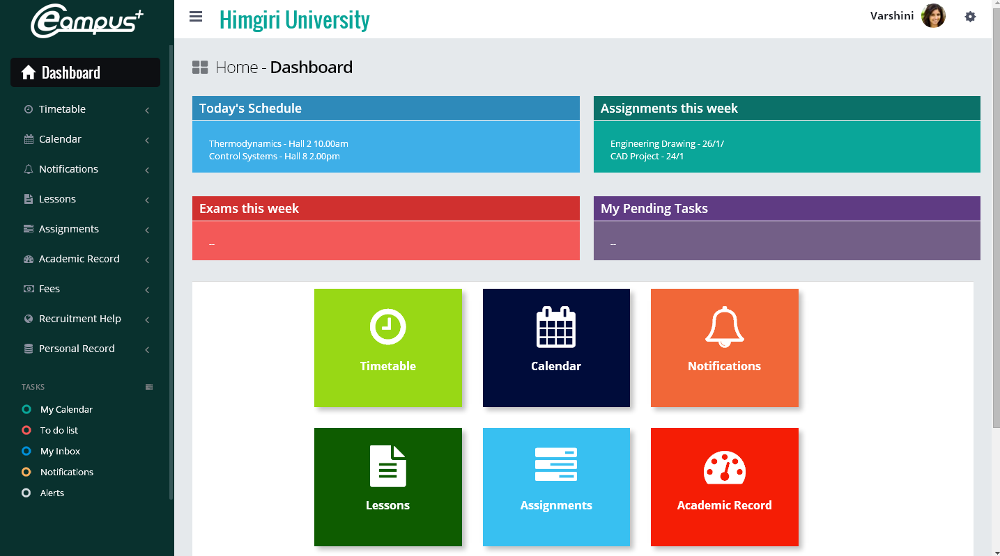 eampus+
Himgiri University
Varshini
Dashboard
Timetable
Calendar
Notifications
Lessons
Assignments
Academic Record
Fees
Recruitment Help
Personal Record
TASKS
My Calendar
To do list
My Inbox
Notifications
Alerts
Home - Dashboard
Today's Schedule
Thermodynamics - Hall 2 10.00am
Control Systems - Hall 8 2.00pm
Assignments this week
Engineering Drawing - 26/1/
CAD Project - 24/1
Exams this week
--
My Pending Tasks
--
Timetable
Calendar
Notifications
Lessons
Assignments
Academic Record